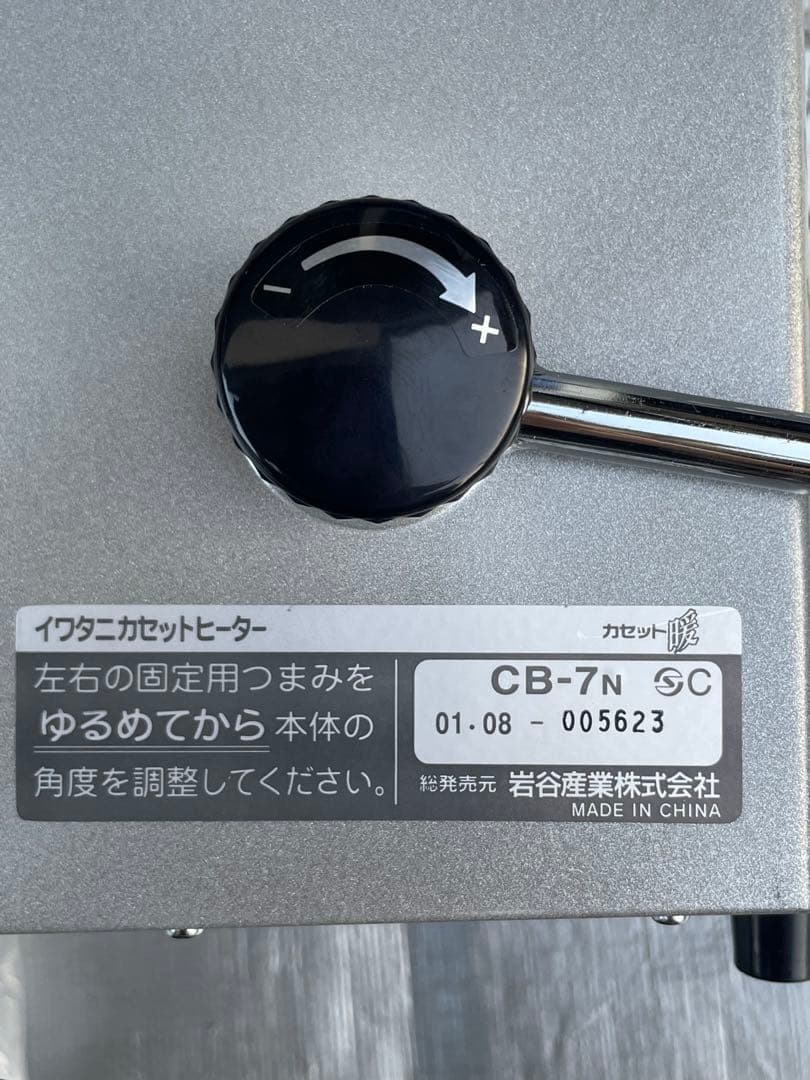 − +
イワタニカセットヒーター
カセット暖
左右の固定用つまみを
ゆるめてから本体の
角度を調整してください。
CB-7N SC
01.08 - 005623
総発売元 岩谷産業株式会社
MADE IN CHINA